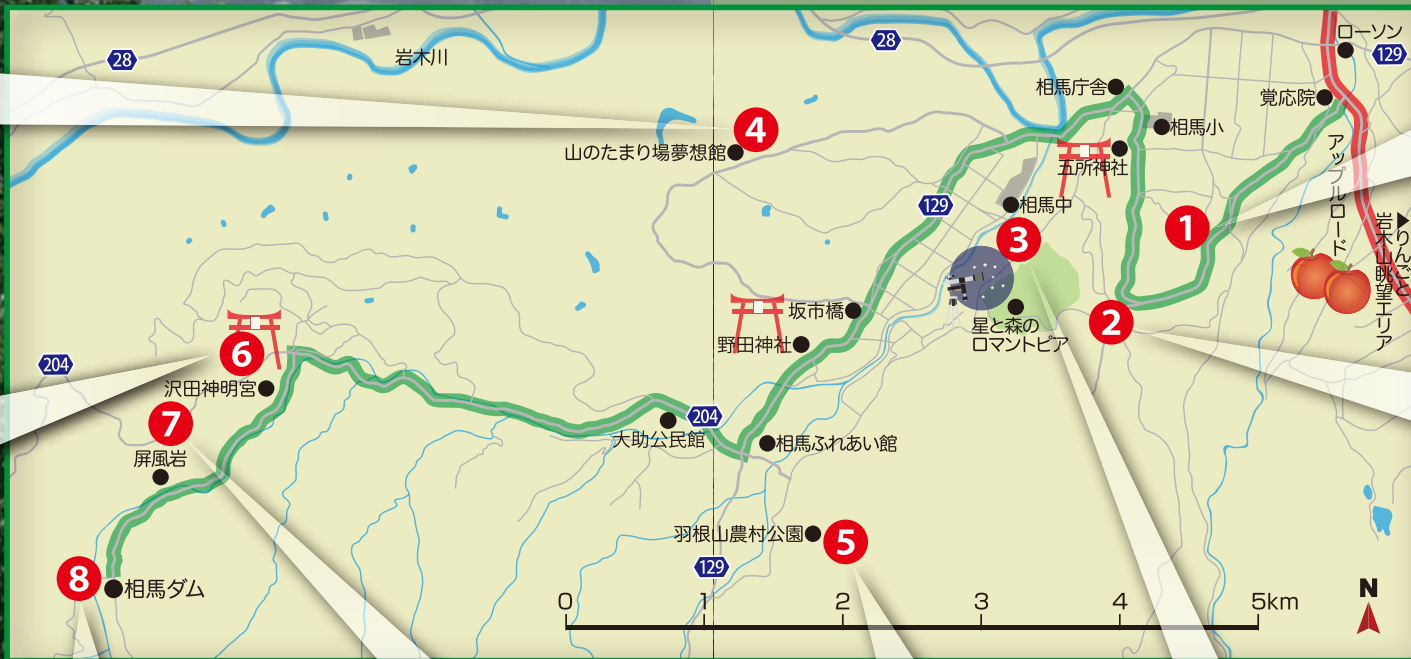 28
岩木川
28
ローソン
129
相馬庁舎
覚応院
4
相馬小
山のたまり場夢想館
五所神社
アップルロード
129
相馬中
1
▶りんごと
岩木山眺望エリア
3
坂市橋
星と森の
ロマントピア
2
野田神社
6
204
沢田神明宮
7
204
大助公民館
相馬ふれあい館
屏風岩
羽根山農村公園
5
129
8
相馬ダム
0
1
2
3
4
5km
N